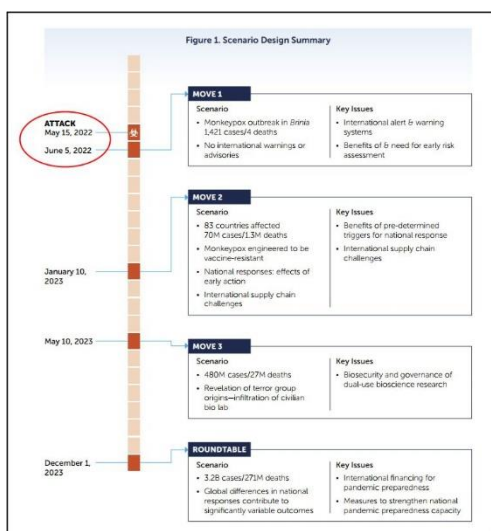 Figure 1. Scenario Design Summary
ATTACK
May 15, 2022
June 5, 2022
MOVE 1
Scenario
• Monkeypox outbreak in Brinia
1,421 cases/4 deaths
• No international warnings or
advisories
Key Issues
• International alert & warning
systems
• Benefits of & need for early risk
assessment
January 10,
2023
MOVE 2
Scenario
• 83 countries affected
70M cases/1.3M deaths
• Monkeypox engineered to be
vaccine-resistant
• National responses: effects of
early action
• International supply chain
challenges
Key Issues
• Benefits of pre-determined
triggers for national response
• International supply chain
challenges
May 10, 2023
MOVE 3
Scenario
• 480M cases/27M deaths
• Revelation of terror group
origins—infiltration of civilian
bio lab
Key Issues
• Biosecurity and governance of
dual-use bioscience research
December 1,
2023
ROUNDTABLE
Scenario
• 3.2B cases/271M deaths
• Global differences in national
responses contribute to
significantly variable outcomes
Key Issues
• International financing for
pandemic preparedness
• Measures to strengthen national
pandemic preparedness capacity